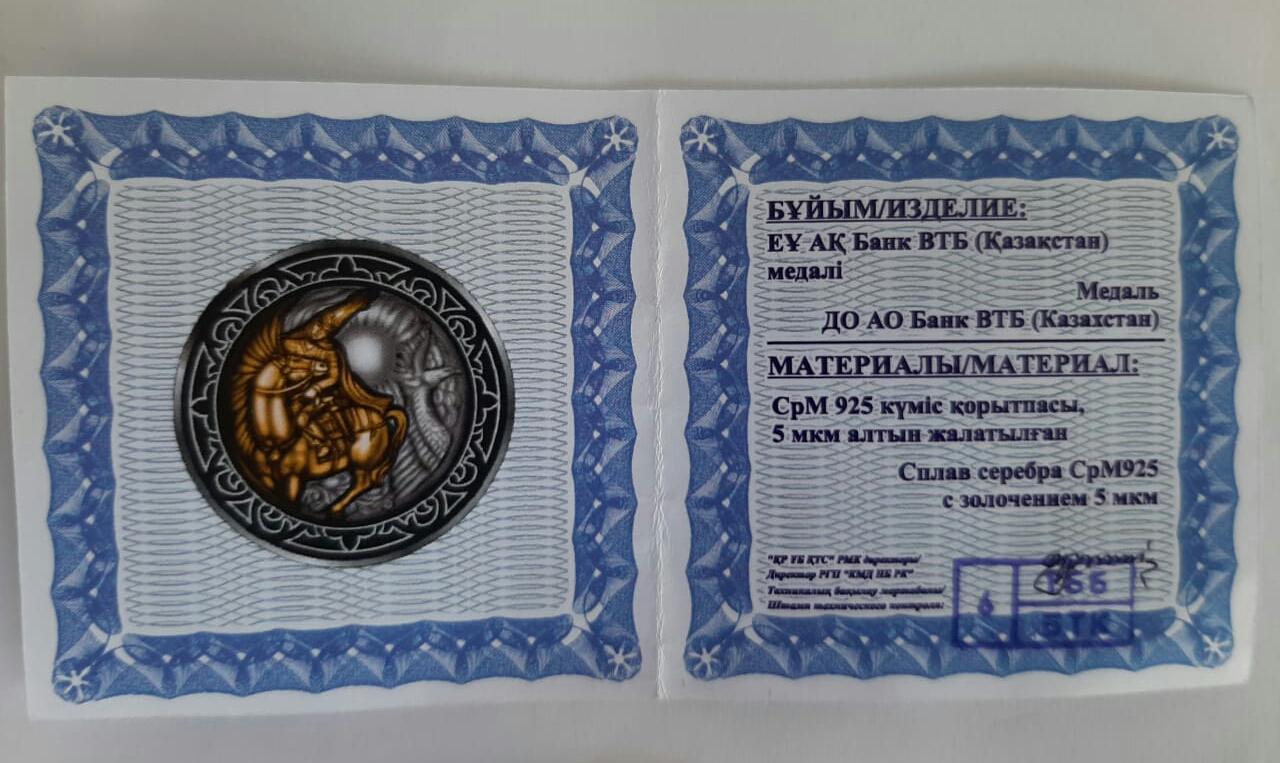 БҰЙЫМ/ИЗДЕЛИЕ:
ЕҰ АҚ Банк ВТБ (Қазақстан)
медалі
Медаль
ДО АО Банк ВТБ (Казахстан)
МАТЕРИАЛЫ/МАТЕРИАЛ:
СрМ 925 күміс қорытпасы,
5 мкм алтын жалатылған
Сплав серебра СрМ925
с золочением 5 мкм
"ҚР ҰБ ҚТС" РМК директоры/
Директор РГП "КМД НБ РК"
Техникалық бақылау мөртабаны/
Штамп технического контроля:
6
ТББ
БТК